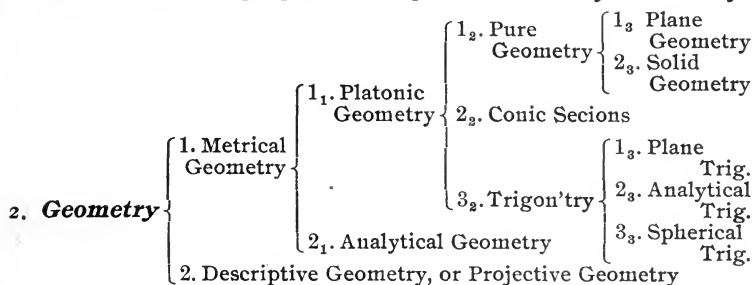 1₂. Pure
Geometry
1₃ Plane
Geometry
2₃. Solid
Geometry
1₁. Platonic
Geometry
2₂. Conic Secions
1. Metrical
Geometry
1₃. Plane
Trig.
3₂. Trigon'try
2₃. Analytical
Trig.
3₃. Spherical
Trig.
2. Geometry
2₁. Analytical Geometry
2. Descriptive Geometry, or Projective Geometry